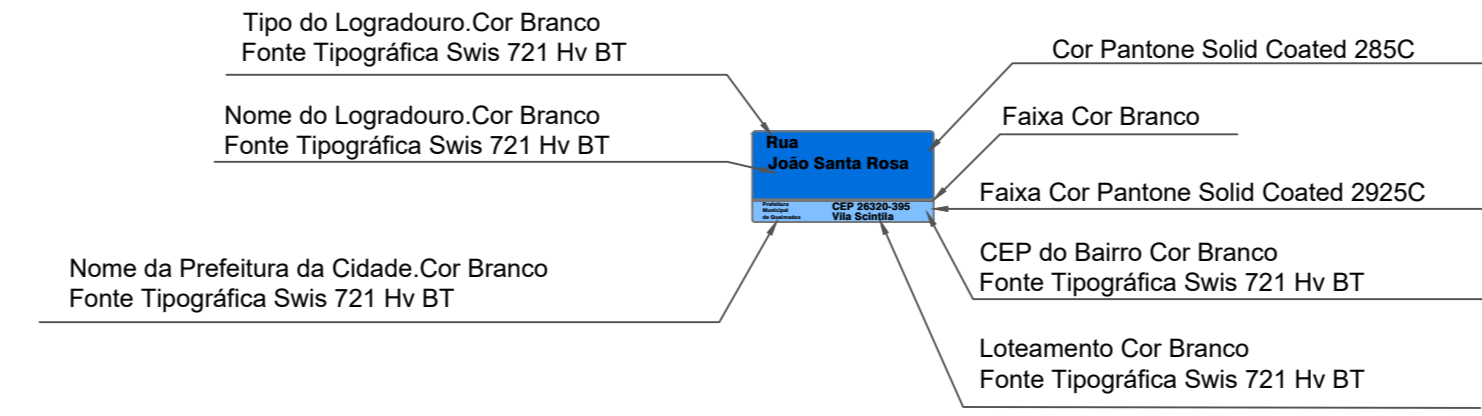 Tipo do Logradouro.Cor Branco
Fonte Tipográfica Swis 721 Hv BT
Nome do Logradouro.Cor Branco
Fonte Tipográfica Swis 721 Hv BT
Nome da Prefeitura da Cidade.Cor Branco
Fonte Tipográfica Swis 721 Hv BT
Rua
João Santa Rosa
Prefeitura
Municipal
de Queimados
CEP 26320-395
Vila Scintila
Cor Pantone Solid Coated 285C
Faixa Cor Branco
Faixa Cor Pantone Solid Coated 2925C
CEP do Bairro Cor Branco
Fonte Tipográfica Swis 721 Hv BT
Loteamento Cor Branco
Fonte Tipográfica Swis 721 Hv BT